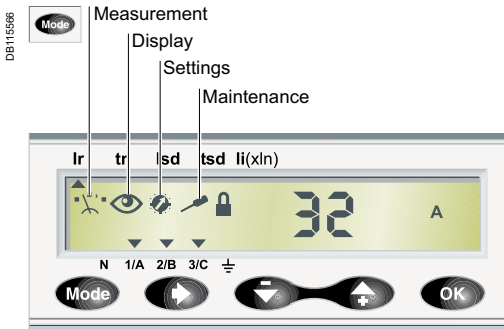 DB115566
Mode
Measurement
Display
Settings
Maintenance
Ir tr Isd tsd Ii(xIn)
32 A
N 1/A 2/B 3/C
Mode OK